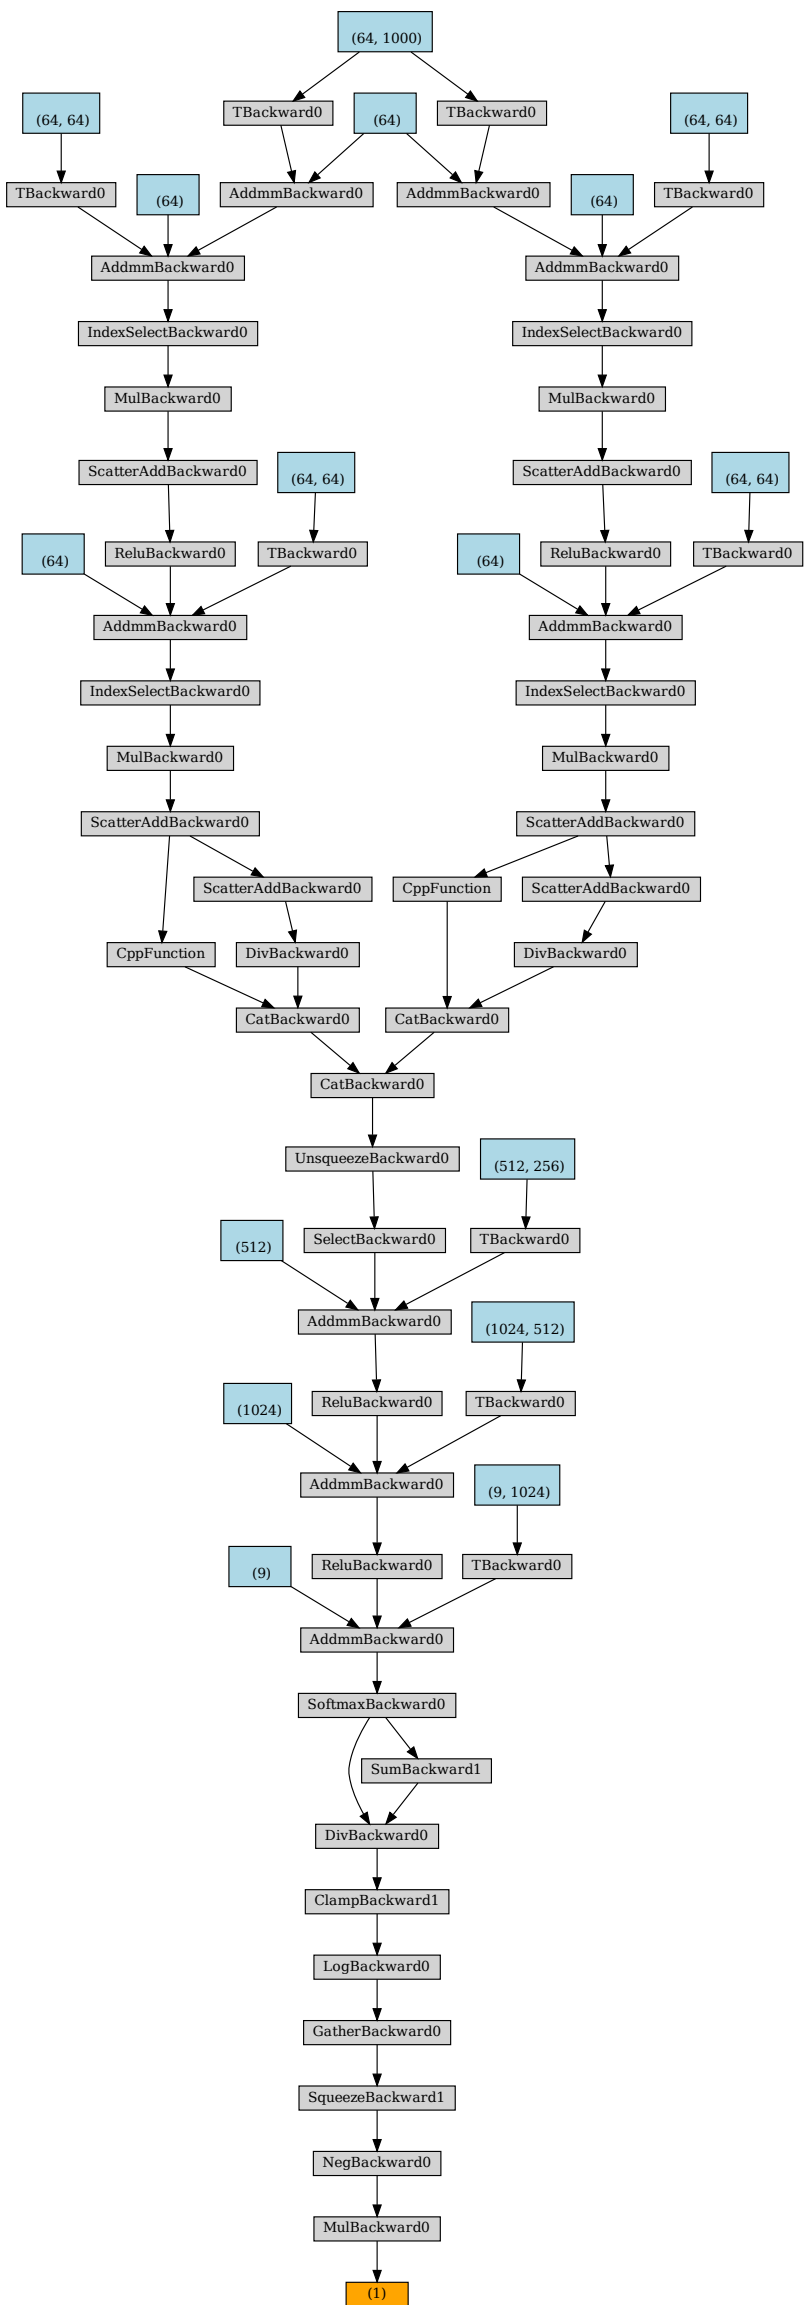 (64, 1000)
(64, 64)
TBackward0
(64)
TBackward0
(64, 64)
TBackward0
(64)
AddmmBackward0
AddmmBackward0
(64)
TBackward0
AddmmBackward0
AddmmBackward0
IndexSelectBackward0
IndexSelectBackward0
MulBackward0
MulBackward0
ScatterAddBackward0
(64, 64)
ScatterAddBackward0
(64, 64)
(64)
ReluBackward0
TBackward0
(64)
ReluBackward0
TBackward0
AddmmBackward0
AddmmBackward0
IndexSelectBackward0
IndexSelectBackward0
MulBackward0
MulBackward0
ScatterAddBackward0
ScatterAddBackward0
ScatterAddBackward0
CppFunction
ScatterAddBackward0
CppFunction
DivBackward0
DivBackward0
CatBackward0
CatBackward0
CatBackward0
UnsqueezeBackward0
(512, 256)
(512)
SelectBackward0
TBackward0
AddmmBackward0
(1024, 512)
(1024)
ReluBackward0
TBackward0
AddmmBackward0
(9, 1024)
(9)
ReluBackward0
TBackward0
AddmmBackward0
SoftmaxBackward0
SumBackward1
DivBackward0
ClampBackward1
LogBackward0
GatherBackward0
SqueezeBackward1
NegBackward0
MulBackward0
(1)